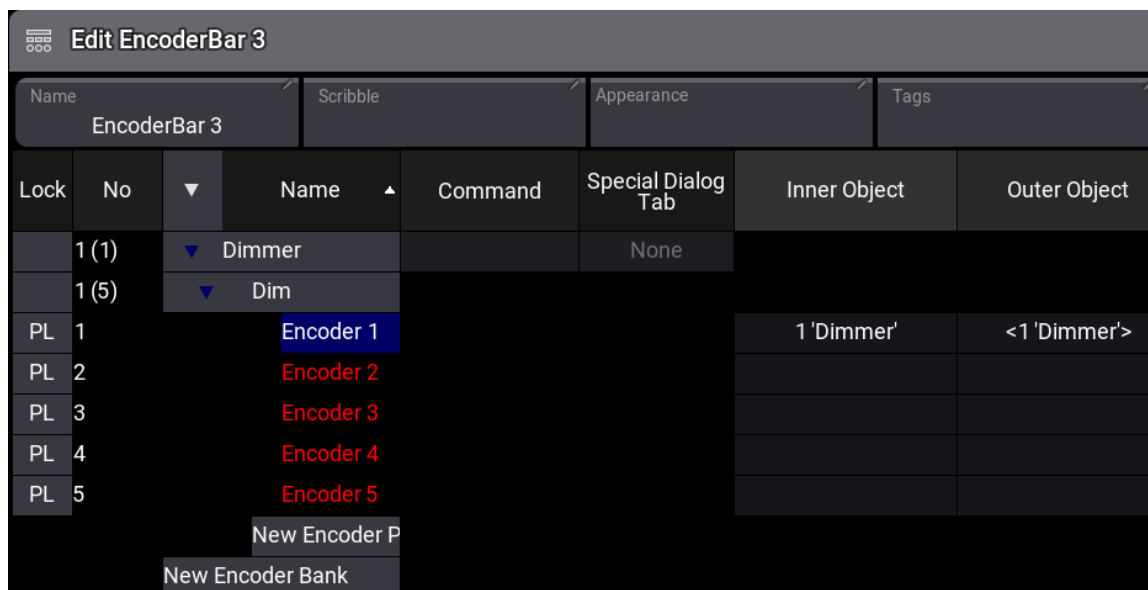 Edit EncoderBar 3
Name Scribble Appearance Tags
EncoderBar 3
Lock No ▼ Name ▲ Command Special Dialog Tab Inner Object Outer Object
1 (1) ▼ Dimmer None
1 (5) ▼ Dim
PL 1 Encoder 1 1 'Dimmer' <1 'Dimmer'>
PL 2 Encoder 2
PL 3 Encoder 3
PL 4 Encoder 4
PL 5 Encoder 5
New Encoder P
New Encoder Bank